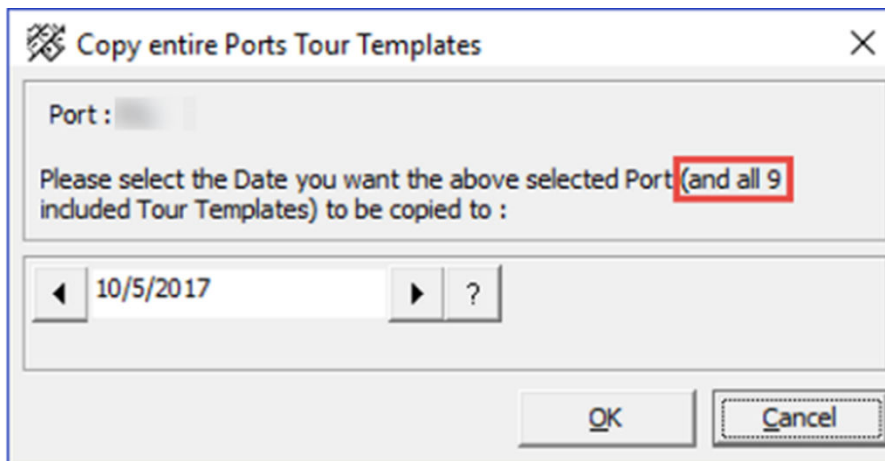 Copy entire Ports Tour Templates
Port :
Please select the Date you want the above selected Port (and all 9
included Tour Templates) to be copied to :
10/5/2017
?
OK
Cancel